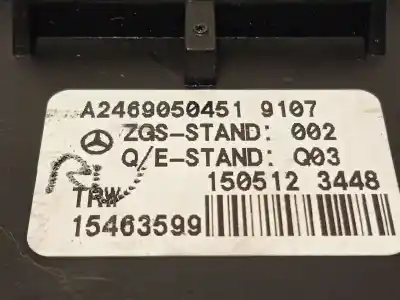 A2469050451 9107
ZGS-STAND: 002
Q/E-STAND: Q03
150512 3448
TRW
15463599